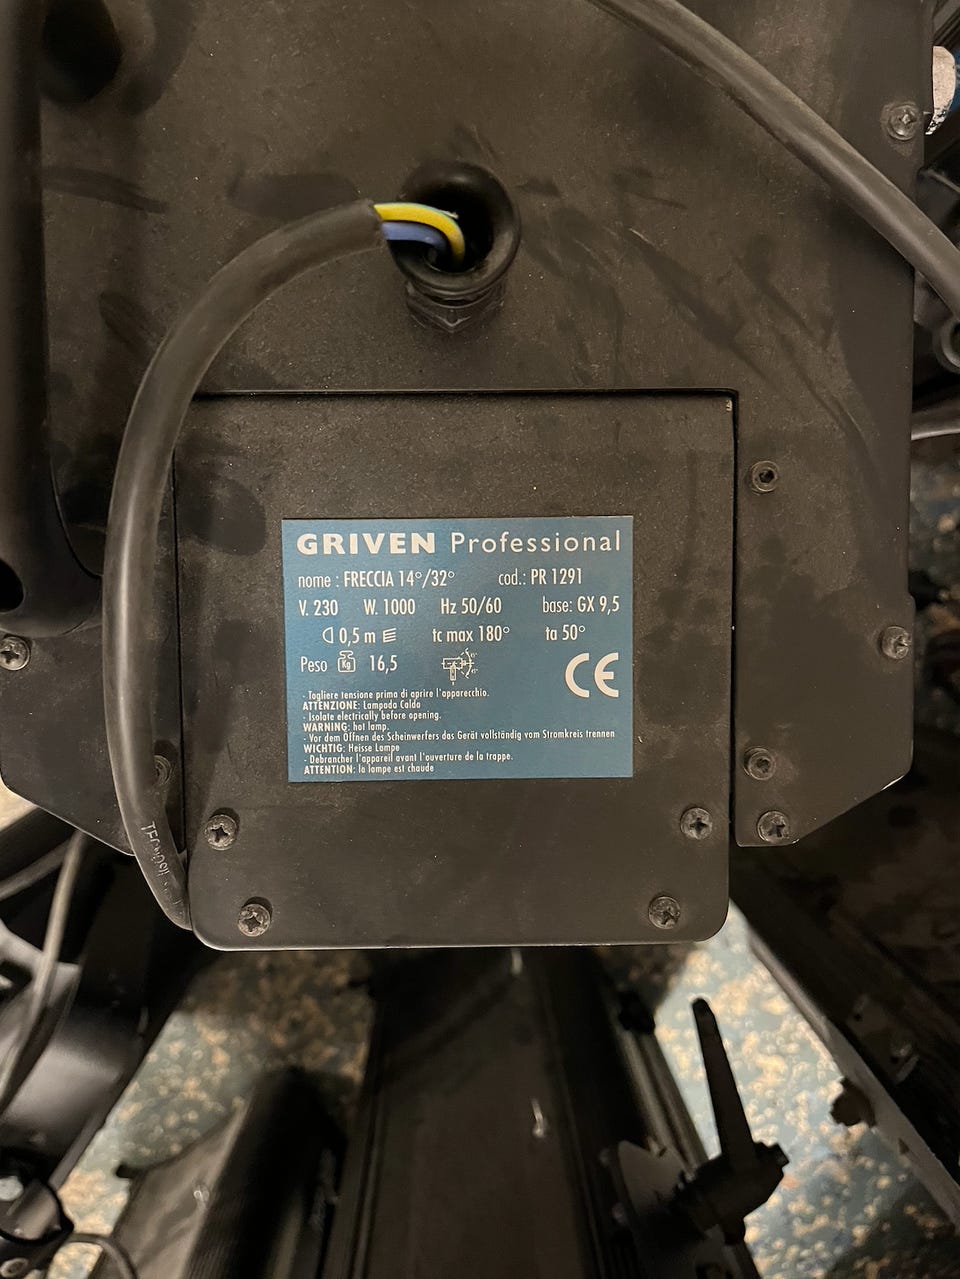 GRIVEN Professional
nome : FRECCIA 14°/32° cod.: PR 1291
V. 230 W. 1000 Hz 50/60 base: GX 9,5
0,5 m tc max 180° ta 50°
Peso Kg 16,5
CE
- Togliere tensione prima di aprire l'apparecchio.
ATTENZIONE: Lampada Calda
- Isolate electrically before opening.
WARNING: hot lamp.
- Vor dem Offnen des Scheinwerfers das Gerät vollständig vom Stromkreis trennen
WICHTIG: Heisse Lampe
- Debrancher l'appareil avant l'ouverture de la trappe.
ATTENTION: la lampe est chaude